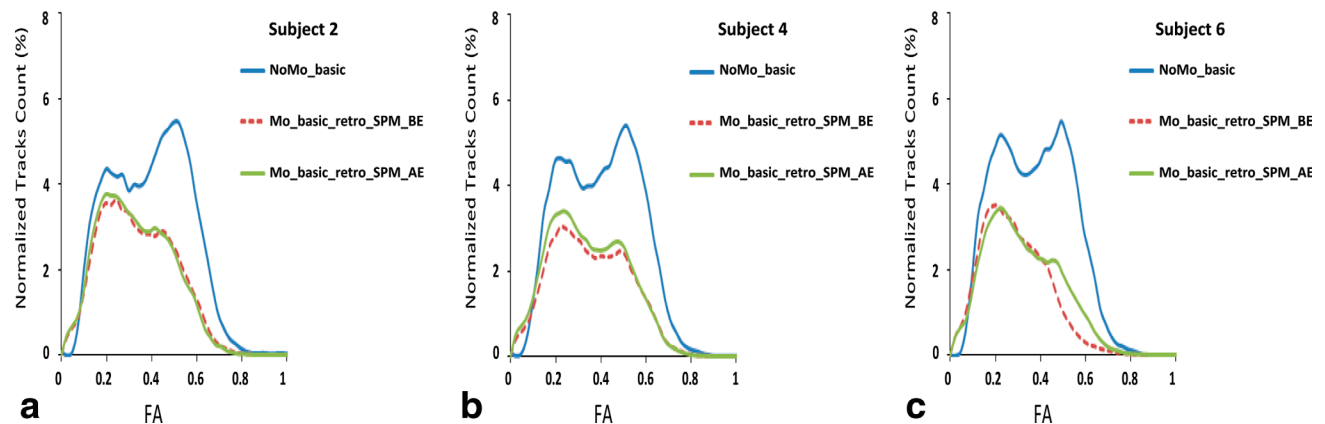 Normalized Tracks Count (%)
8
6
4
2
0
Subject 2
NoMo_basic
Mo_basic_retro_SPM_BE
Mo_basic_retro_SPM_AE
0 0.2 0.4 0.6 0.8 1
FA
a
Normalized Tracks Count (%)
8
6
4
2
0
Subject 4
NoMo_basic
Mo_basic_retro_SPM_BE
Mo_basic_retro_SPM_AE
0 0.2 0.4 0.6 0.8 1
FA
b
Normalized Tracks Count (%)
8
6
4
2
0
Subject 6
NoMo_basic
Mo_basic_retro_SPM_BE
Mo_basic_retro_SPM_AE
0 0.2 0.4 0.6 0.8 1
FA
c